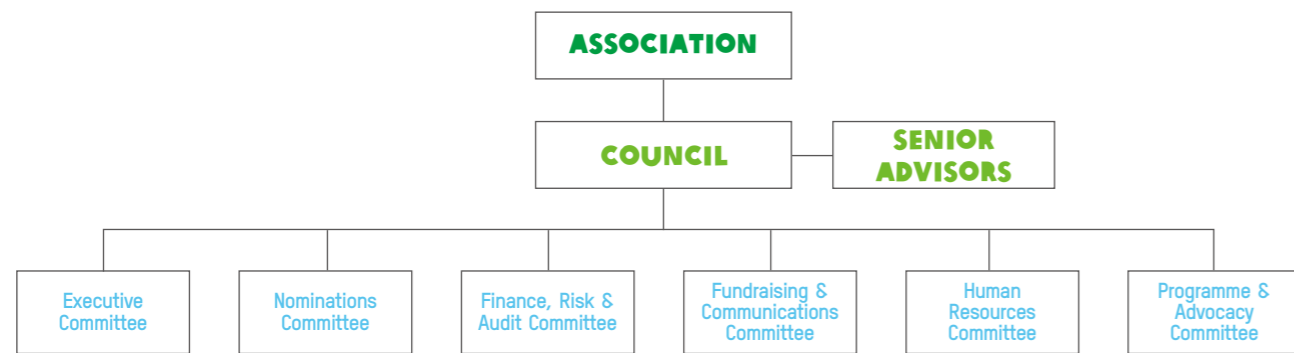 ASSOCIATION
COUNCIL
SENIOR
ADVISORS
Executive
Committee
Nominations
Committee
Finance, Risk &
Audit Committee
Fundraising &
Communications
Committee
Human
Resources
Committee
Programme &
Advocacy
Committee